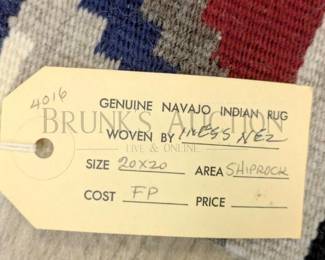 4016
GENUINE NAVAJO INDIAN RUG
BRUNK'S AUCTION
WOVEN BY INESS NEZ
LIVE & ONLINE
SIZE 20X20 AREA SHIPROCK
COST FP PRICE